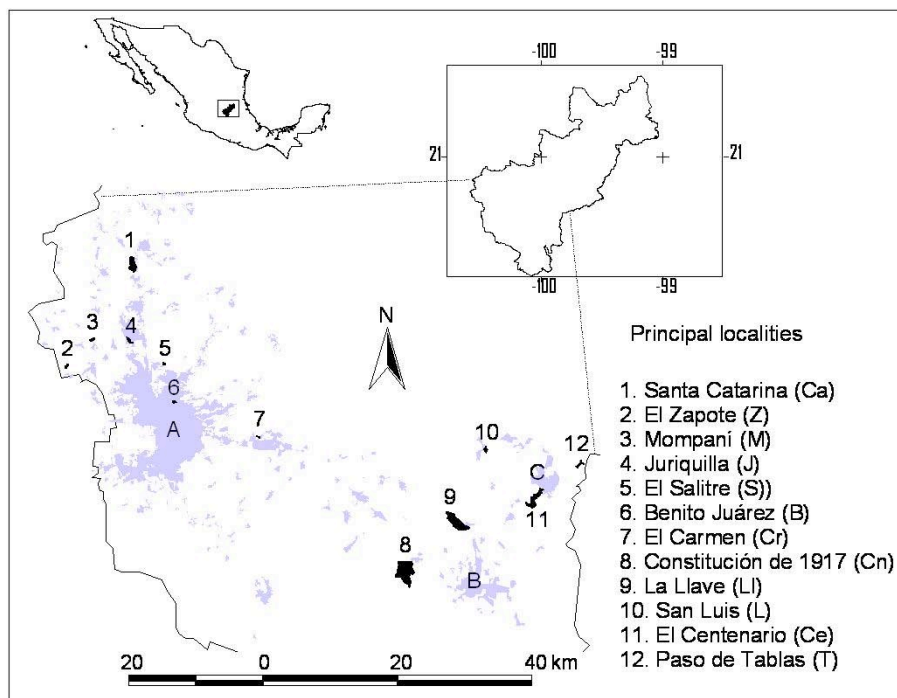 -100 -99
21 21
-100 -99
1
N
Principal localities
3 4
2 5
6
A 7
10 12
C
9
11
8
B
1. Santa Catarina (Ca)
2. El Zapote (Z)
3. Mompaní (M)
4. Juriquilla (J)
5. El Salitre (S))
6. Benito Juárez (B)
7. El Carmen (Cr)
8. Constitución de 1917 (Cn)
9. La Llave (Ll)
10. San Luis (L)
11. El Centenario (Ce)
12. Paso de Tablas (T)
20 0 20 40 km